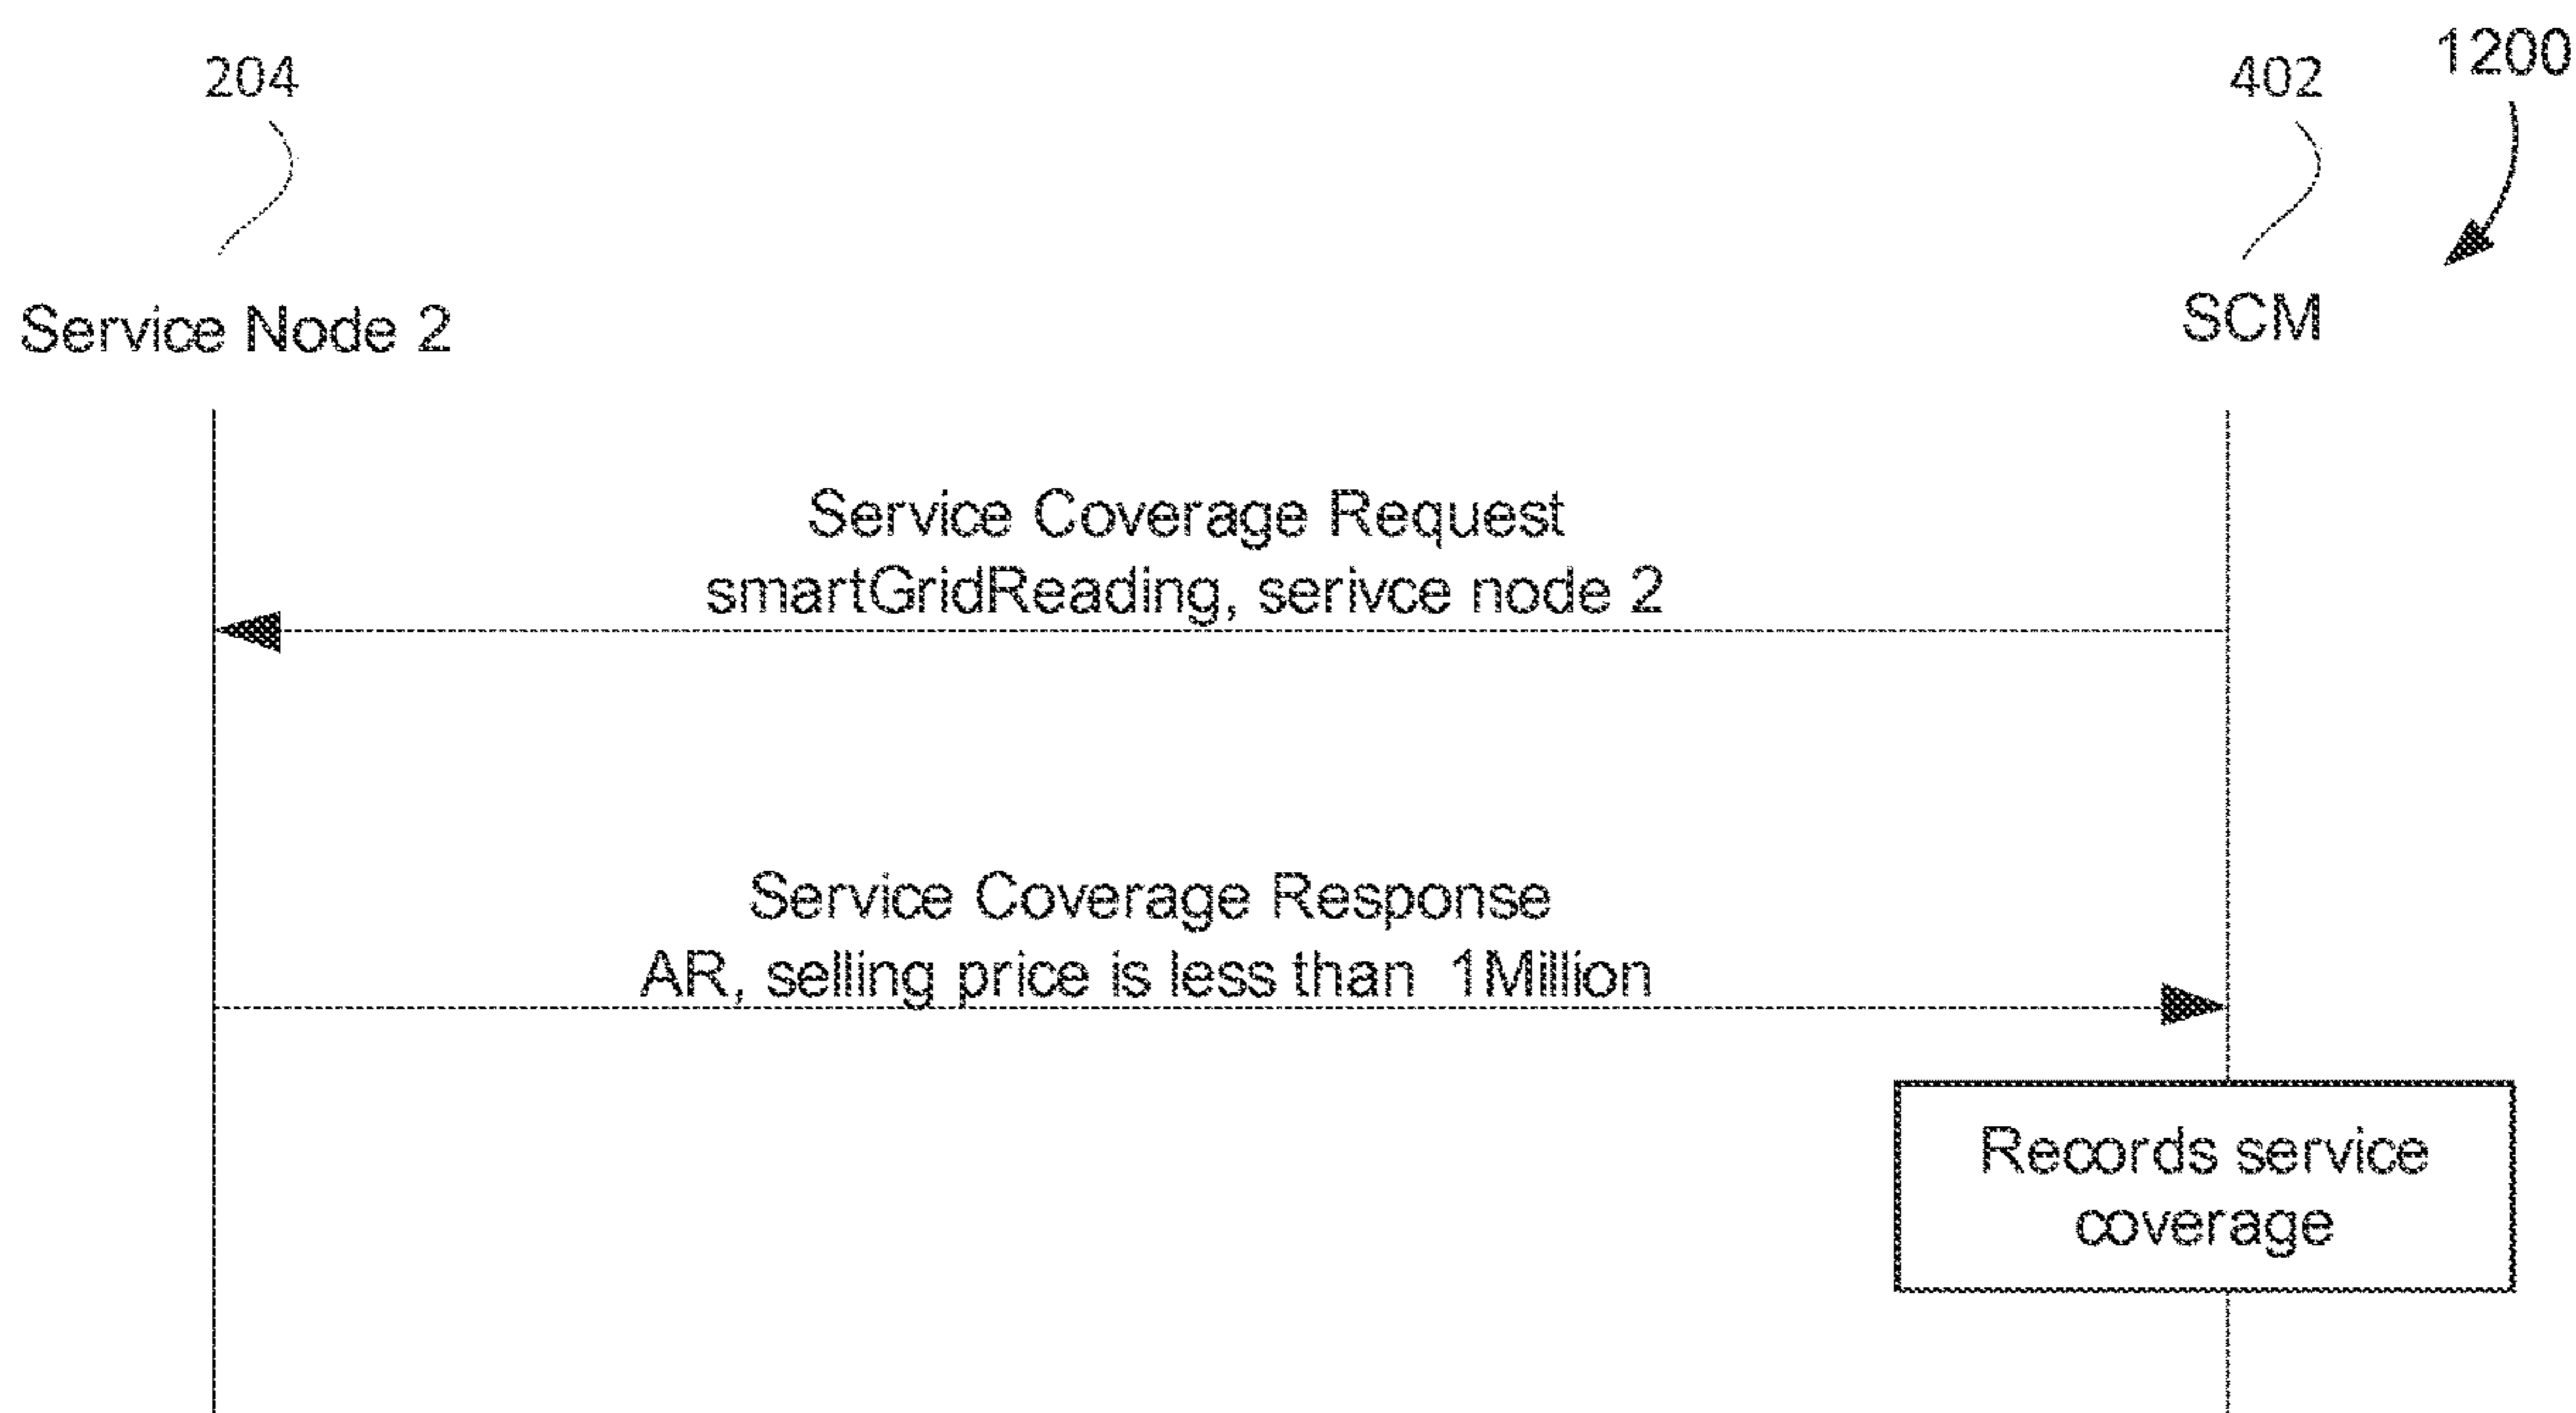 204
402
1200
Service Node 2
SCM
Service Coverage Request
smartGridReading, serivce node 2
Service Coverage Response
AR, selling price is less than 1Million
Records service
coverage